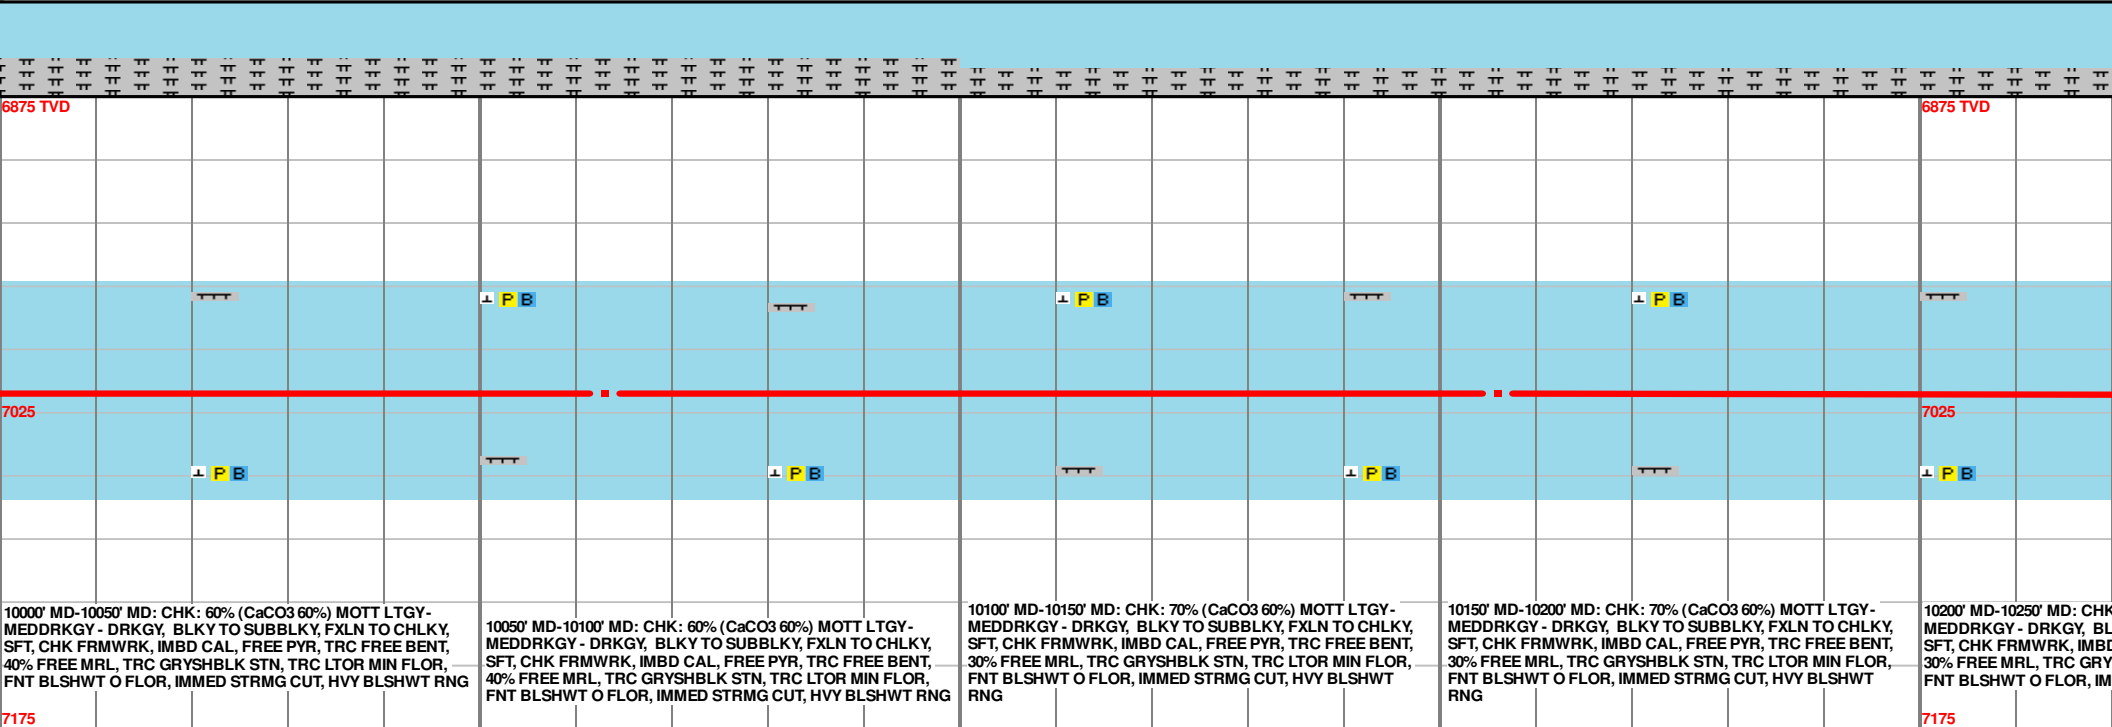 6875 TVD
6875 TVD
P B
P B
P B
7025
7025
P B
P B
P B
P B
10000' MD-10050' MD: CHK: 60% (CaCO3 60%) MOTT LTGY-
MEDDRKGY - DRKGY, BLKY TO SUBBLKY, FXLN TO CHLKY,
SFT, CHK FRMWRK, IMBD CAL, FREE PYR, TRC FREE BENT,
40% FREE MRL, TRC GRYSHBLK STN, TRC LTOR MIN FLOR,
FNT BLSHWT O FLOR, IMMED STRMG CUT, HVY BLSHWT RNG
10050' MD-10100' MD: CHK: 60% (CaCO3 60%) MOTT LTGY-
MEDDRKGY - DRKGY, BLKY TO SUBBLKY, FXLN TO CHLKY,
SFT, CHK FRMWRK, IMBD CAL, FREE PYR, TRC FREE BENT,
40% FREE MRL, TRC GRYSHBLK STN, TRC LTOR MIN FLOR,
FNT BLSHWT O FLOR, IMMED STRMG CUT, HVY BLSHWT RNG
10100' MD-10150' MD: CHK: 70% (CaCO3 60%) MOTT LTGY-
MEDDRKGY - DRKGY, BLKY TO SUBBLKY, FXLN TO CHLKY,
SFT, CHK FRMWRK, IMBD CAL, FREE PYR, TRC FREE BENT,
30% FREE MRL, TRC GRYSHBLK STN, TRC LTOR MIN FLOR,
FNT BLSHWT O FLOR, IMMED STRMG CUT, HVY BLSHWT
RNG
10150' MD-10200' MD: CHK: 70% (CaCO3 60%) MOTT LTGY-
MEDDRKGY - DRKGY, BLKY TO SUBBLKY, FXLN TO CHLKY,
SFT, CHK FRMWRK, IMBD CAL, FREE PYR, TRC FREE BENT,
30% FREE MRL, TRC GRYSHBLK STN, TRC LTOR MIN FLOR,
FNT BLSHWT O FLOR, IMMED STRMG CUT, HVY BLSHWT
RNG
10200' MD-10250' MD: CHK
MEDDRKGY - DRKGY, BL
SFT, CHK FRMWRK, IMBD
30% FREE MRL, TRC GRY
FNT BLSHWT O FLOR, IM
7175
7175